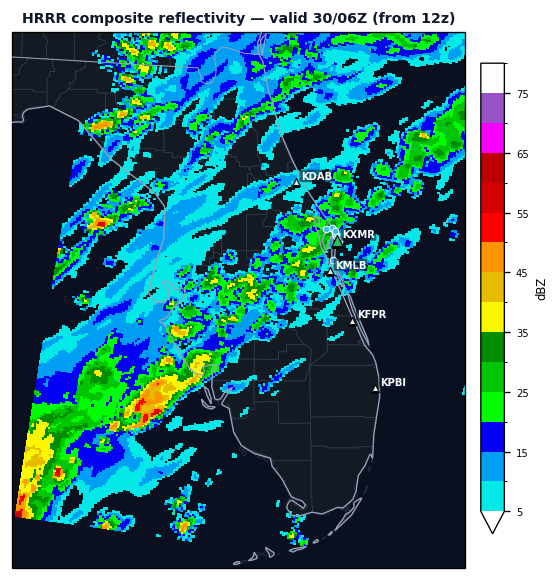 HRRR composite reflectivity — valid 30/06Z (from 12z)
KDAB
KXMR
KMLB
KFPR
KPBI
75
65
55
45
35
25
15
5
dBZ